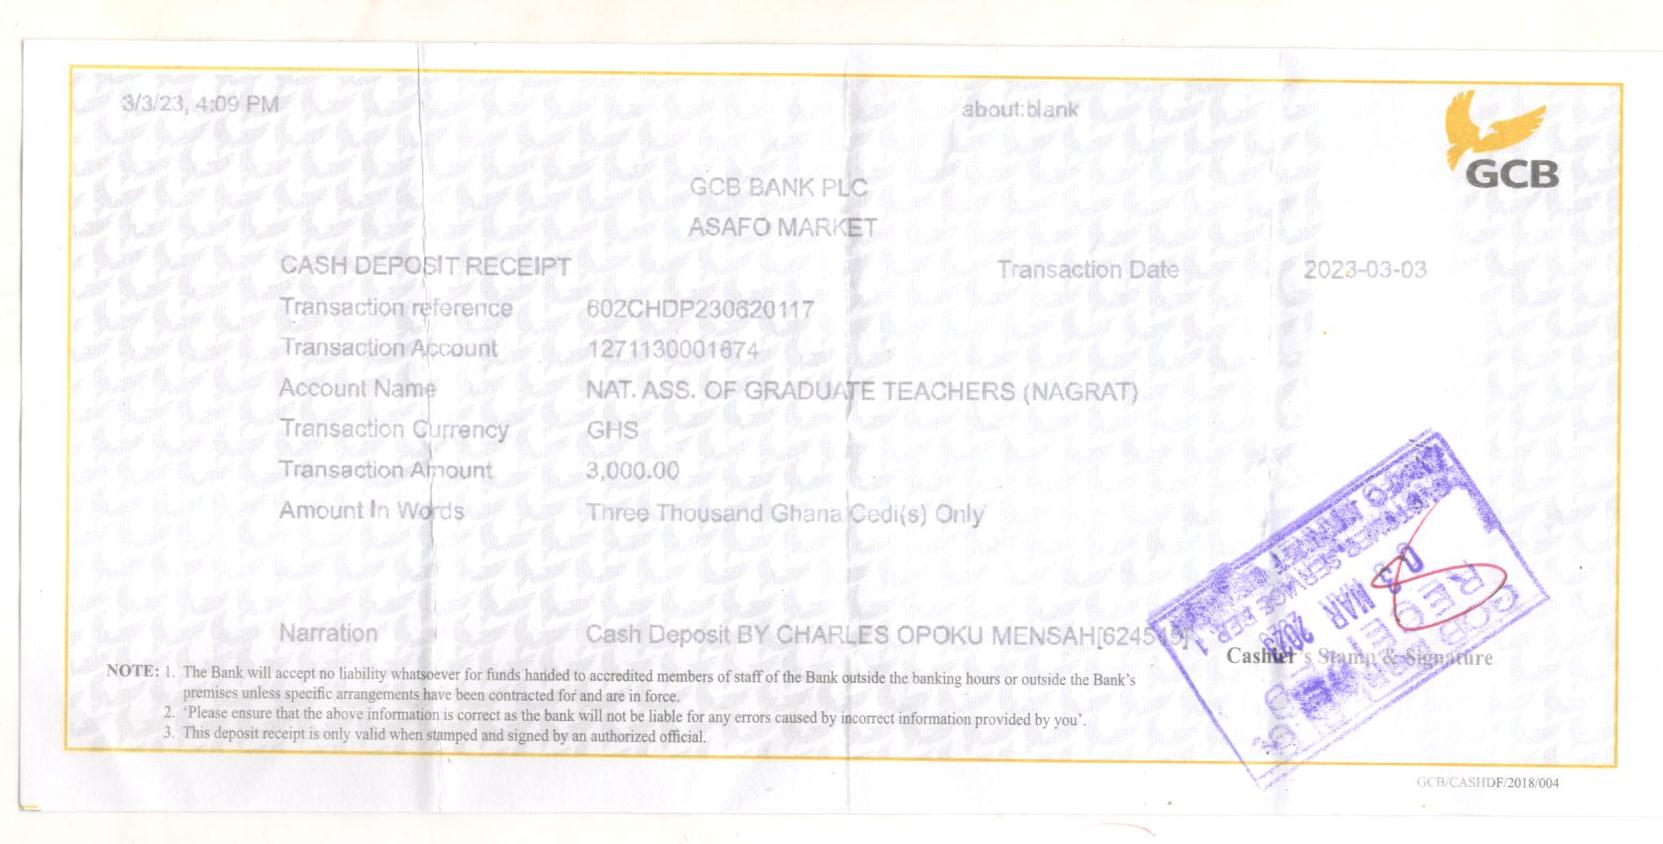 3/3/23, 4:09 PM about:blank
GCB
GCB BANK PLC
ASAFO MARKET
CASH DEPOSIT RECEIPT Transaction Date 2023-03-03
Transaction reference 602CHDP230620117
Transaction Account 1271130001674
Account Name NAT. ASS. OF GRADUATE TEACHERS (NAGRAT)
Transaction Currency GHS
Transaction Amount 3,000.00
Amount In Words Three Thousand Ghana Cedi(s) Only
03 MAR 2023
Narration Cash Deposit BY CHARLES OPOKU MENSAH
Cashier's Stamp & Signature
NOTE: 1. The Bank will accept no liability whatsoever for funds handed to accredited members of staff of the Bank outside the banking hours or outside the Bank's
premises unless specific arrangements have been contracted for and are in force.
2. 'Please ensure that the above information is correct as the bank will not be liable for any errors caused by incorrect information provided by you'.
3. This deposit receipt is only valid when stamped and signed by an authorized official.
GCB/CASHDF/2018/004